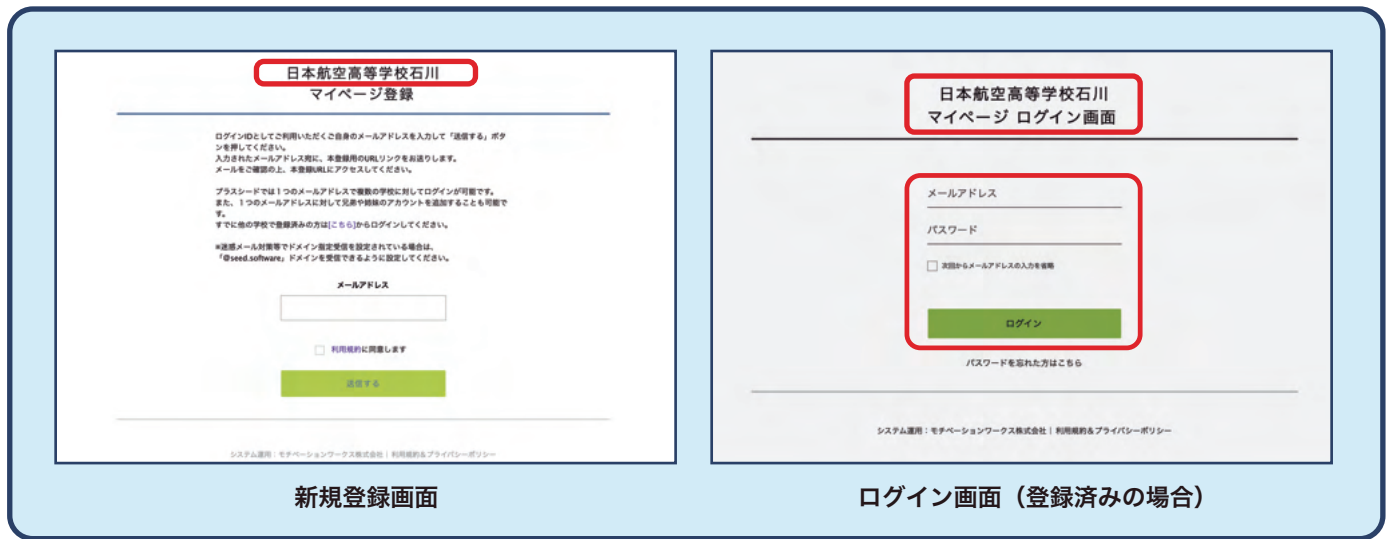 日本航空高等学校石川
マイページ登録
ログインIDとしてご利用いただくご自身のメールアドレスを入力して「送信する」ボタ
ンを押してください。
入力されたメールアドレス宛に、本登録用のURLリンクをお送りします。
メールをご確認の上、本登録URLにアクセスしてください。
プラスシードでは1つのメールアドレスで複数の学校に対してログインが可能です。
また、1つのメールアドレスに対して兄弟や姉妹のアカウントを追加することも可能で
す。
すでに他の学校で登録済みの方は[こちら]からログインしてください。
※迷惑メール対策等でドメイン指定受信を設定されている場合は、
「@seed.software」ドメインを受信できるように設定してください。
メールアドレス
利用規約に同意します
送信する
システム運用：モチベーションワークス株式会社 | 利用規約&プライバシーポリシー
新規登録画面
日本航空高等学校石川
マイページ ログイン画面
メールアドレス
パスワード
次回からメールアドレスの入力を省略
ログイン
パスワードを忘れた方はこちら
システム運用：モチベーションワークス株式会社 | 利用規約&プライバシーポリシー
ログイン画面（登録済みの場合）